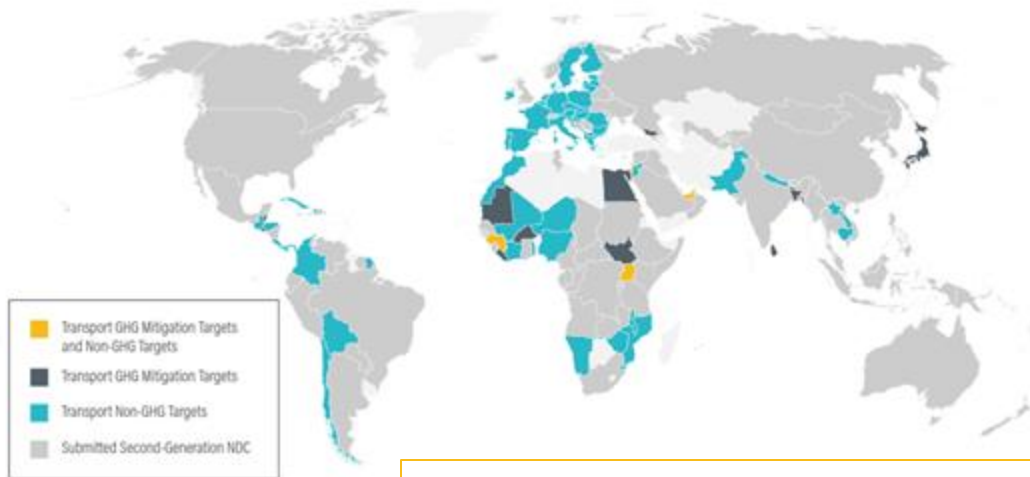 Transport GHG Mitigation Targets
and Non-GHG Targets
Transport GHG Mitigation Targets
Transport Non-GHG Targets
Submitted Second-Generation NDC